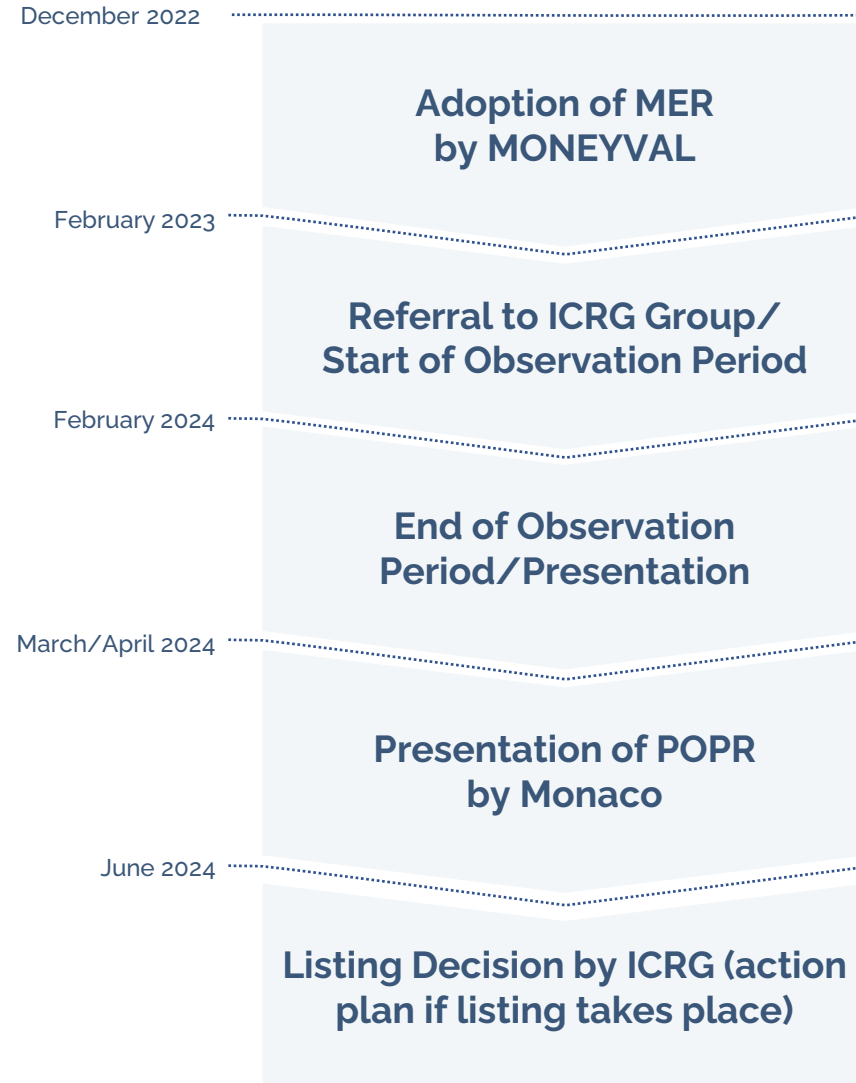 December 2022
Adoption of MER
by MONEYVAL
February 2023
Referral to ICRG Group/
Start of Observation Period
February 2024
End of Observation
Period/Presentation
March/April 2024
Presentation of POPR
by Monaco
June 2024
Listing Decision by ICRG (action
plan if listing takes place)